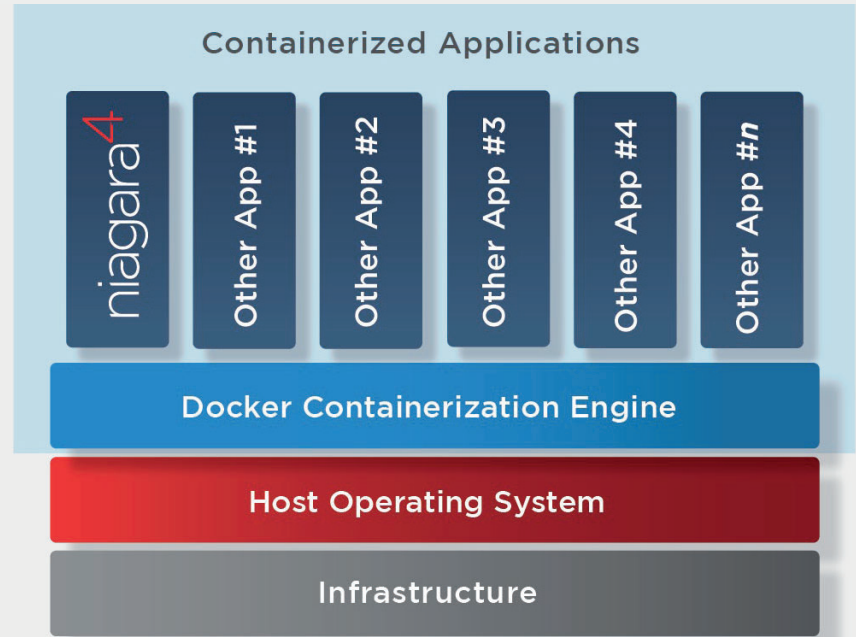 Containerized Applications
niagara4
Other App #1
Other App #2
Other App #3
Other App #4
Other App #n
Docker Containerization Engine
Host Operating System
Infrastructure